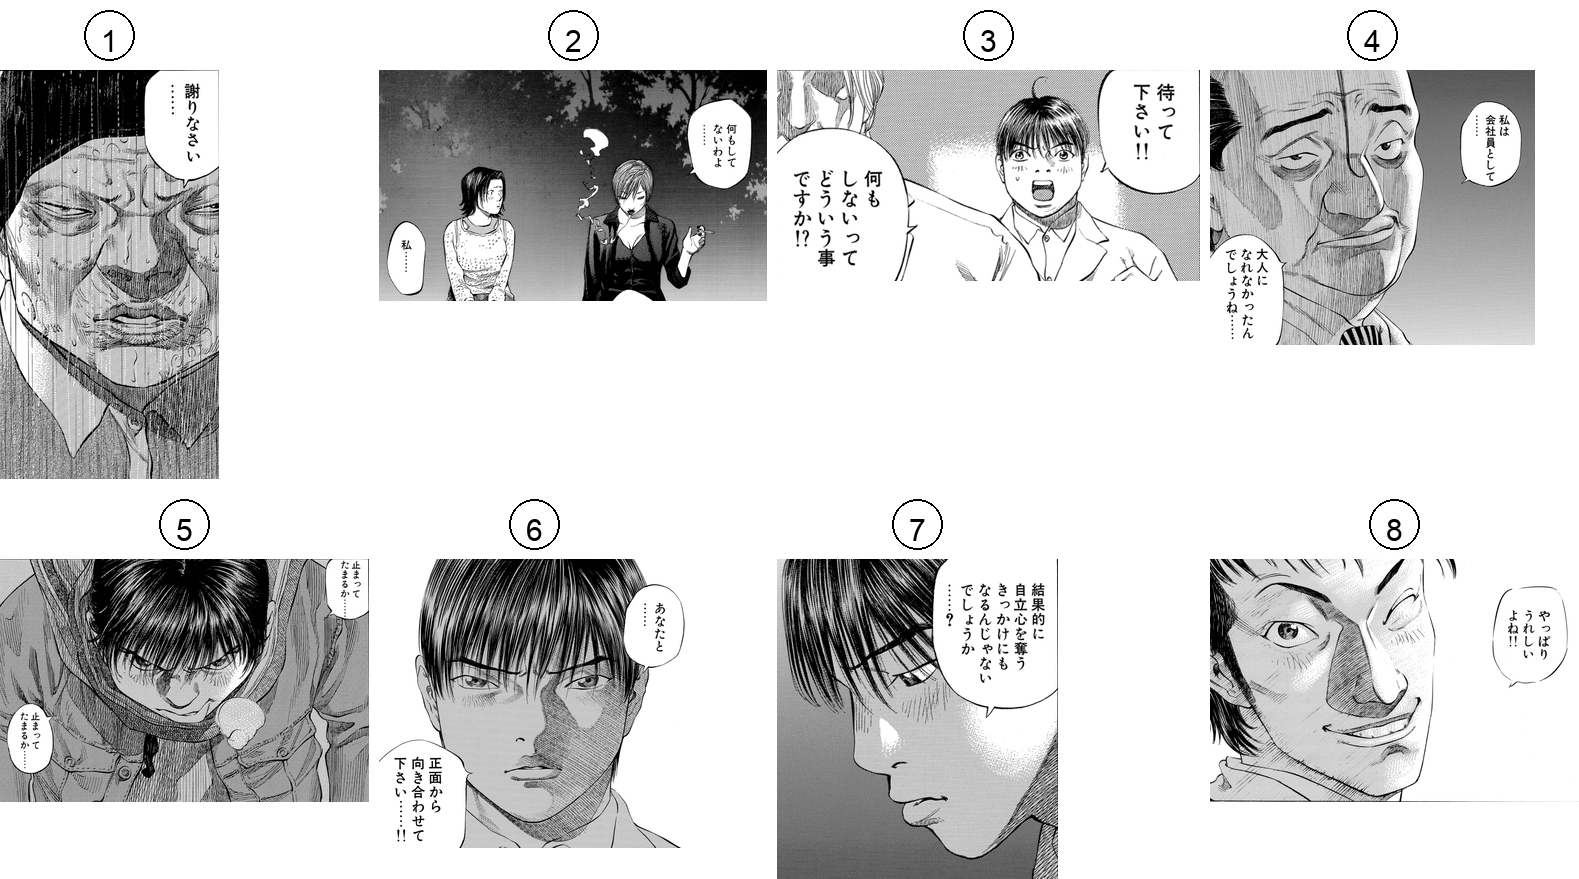 1
謝りなさい
……
2
何もして
ないわよ
……
私……
3
待って
下さい!!
何も
しないって
どういう事
ですか!?
4
私は
会社員として
……
大人に
なれなかったん
でしょうね……
5
止まって
たまるか……
止まって
たまるか……
6
あなたと
……
正面から
向き合わせて
下さい……!!
7
結果的に
自立心を奪う
きっかけにも
なるんじゃない
でしょうか
……?
8
やっぱり
うれしい
よね!!